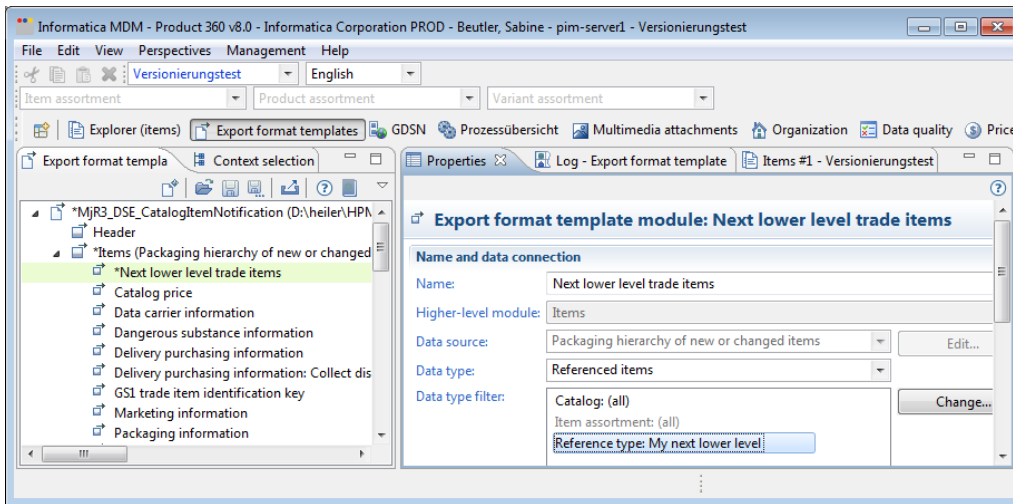 Informatica MDM - Product 360 v8.0 - Informatica Corporation PROD - Beutler, Sabine - pim-server1 - Versionierungstest
File Edit View Perspectives Management Help
Versionierungstest English
Item assortment Product assortment Variant assortment
Explorer (items) Export format templates GDSN Prozessübersicht Multimedia attachments Organization Data quality Price
Export format templa Context selection
*MjR3_DSE_CatalogItemNotification (D:\heiler\HPM
Header
*Items (Packaging hierarchy of new or changed
*Next lower level trade items
Catalog price
Data carrier information
Dangerous substance information
Delivery purchasing information
Delivery purchasing information: Collect dis
GS1 trade item identification key
Marketing information
Packaging information
Properties Log - Export format template Items #1 - Versionierungstest
Export format template module: Next lower level trade items
Name and data connection
Name: Next lower level trade items
Higher-level module: Items
Data source: Packaging hierarchy of new or changed items Edit...
Data type: Referenced items
Data type filter: Catalog: (all) Change...
Item assortment: (all)
Reference type: My next lower level